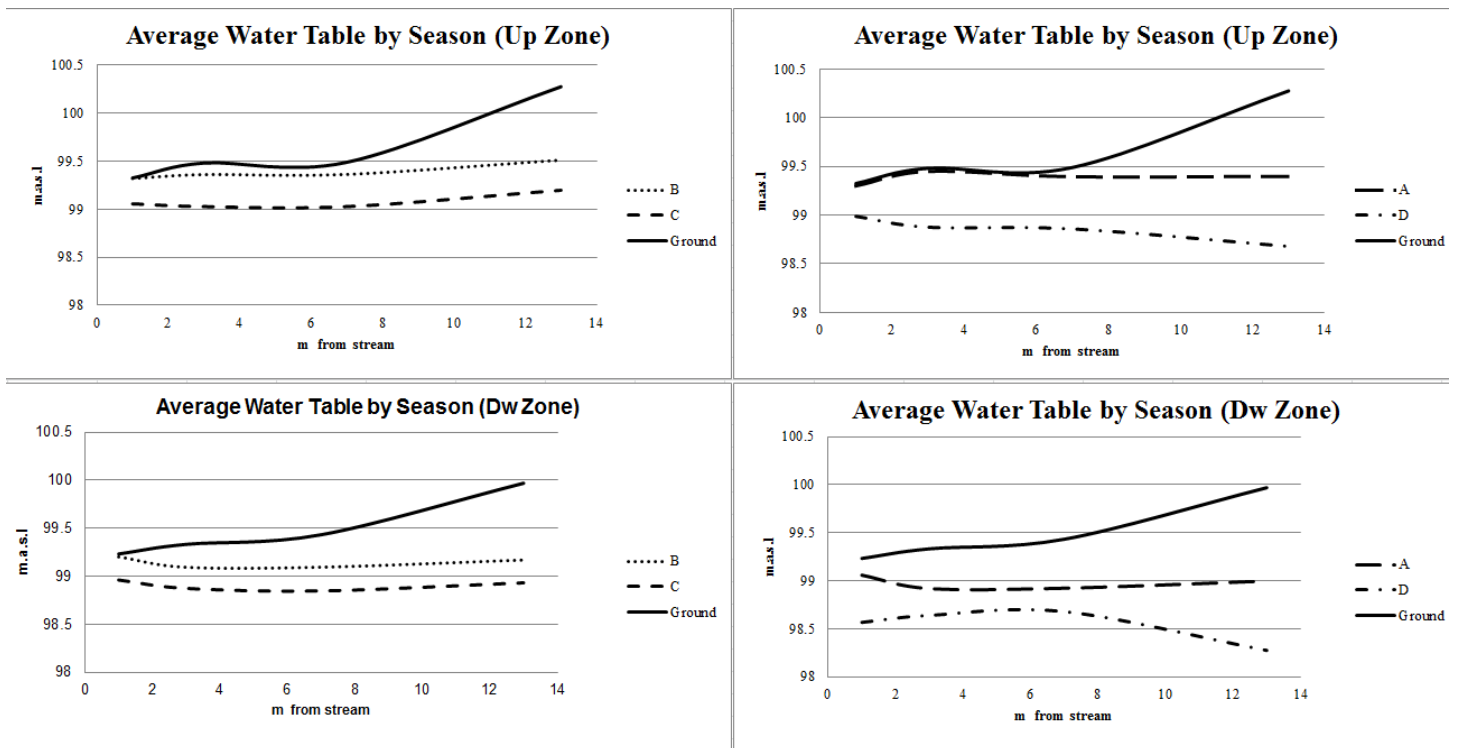 Average Water Table by Season (Up Zone)
100.5
100
99.5
99
98.5
98
m.a.s.l
0 2 4 6 8 10 12 14
m from stream
B
C
Ground
Average Water Table by Season (Up Zone)
100.5
100
99.5
99
98.5
98
m.a.s.l
0 2 4 6 8 10 12 14
m from stream
A
D
Ground
Average Water Table by Season (Dw Zone)
100.5
100
99.5
99
98.5
98
m.a.s.l
0 2 4 6 8 10 12 14
m from stream
B
C
Ground
Average Water Table by Season (Dw Zone)
100.5
100
99.5
99
98.5
98
m.a.s.l
0 2 4 6 8 10 12 14
m from stream
A
D
Ground